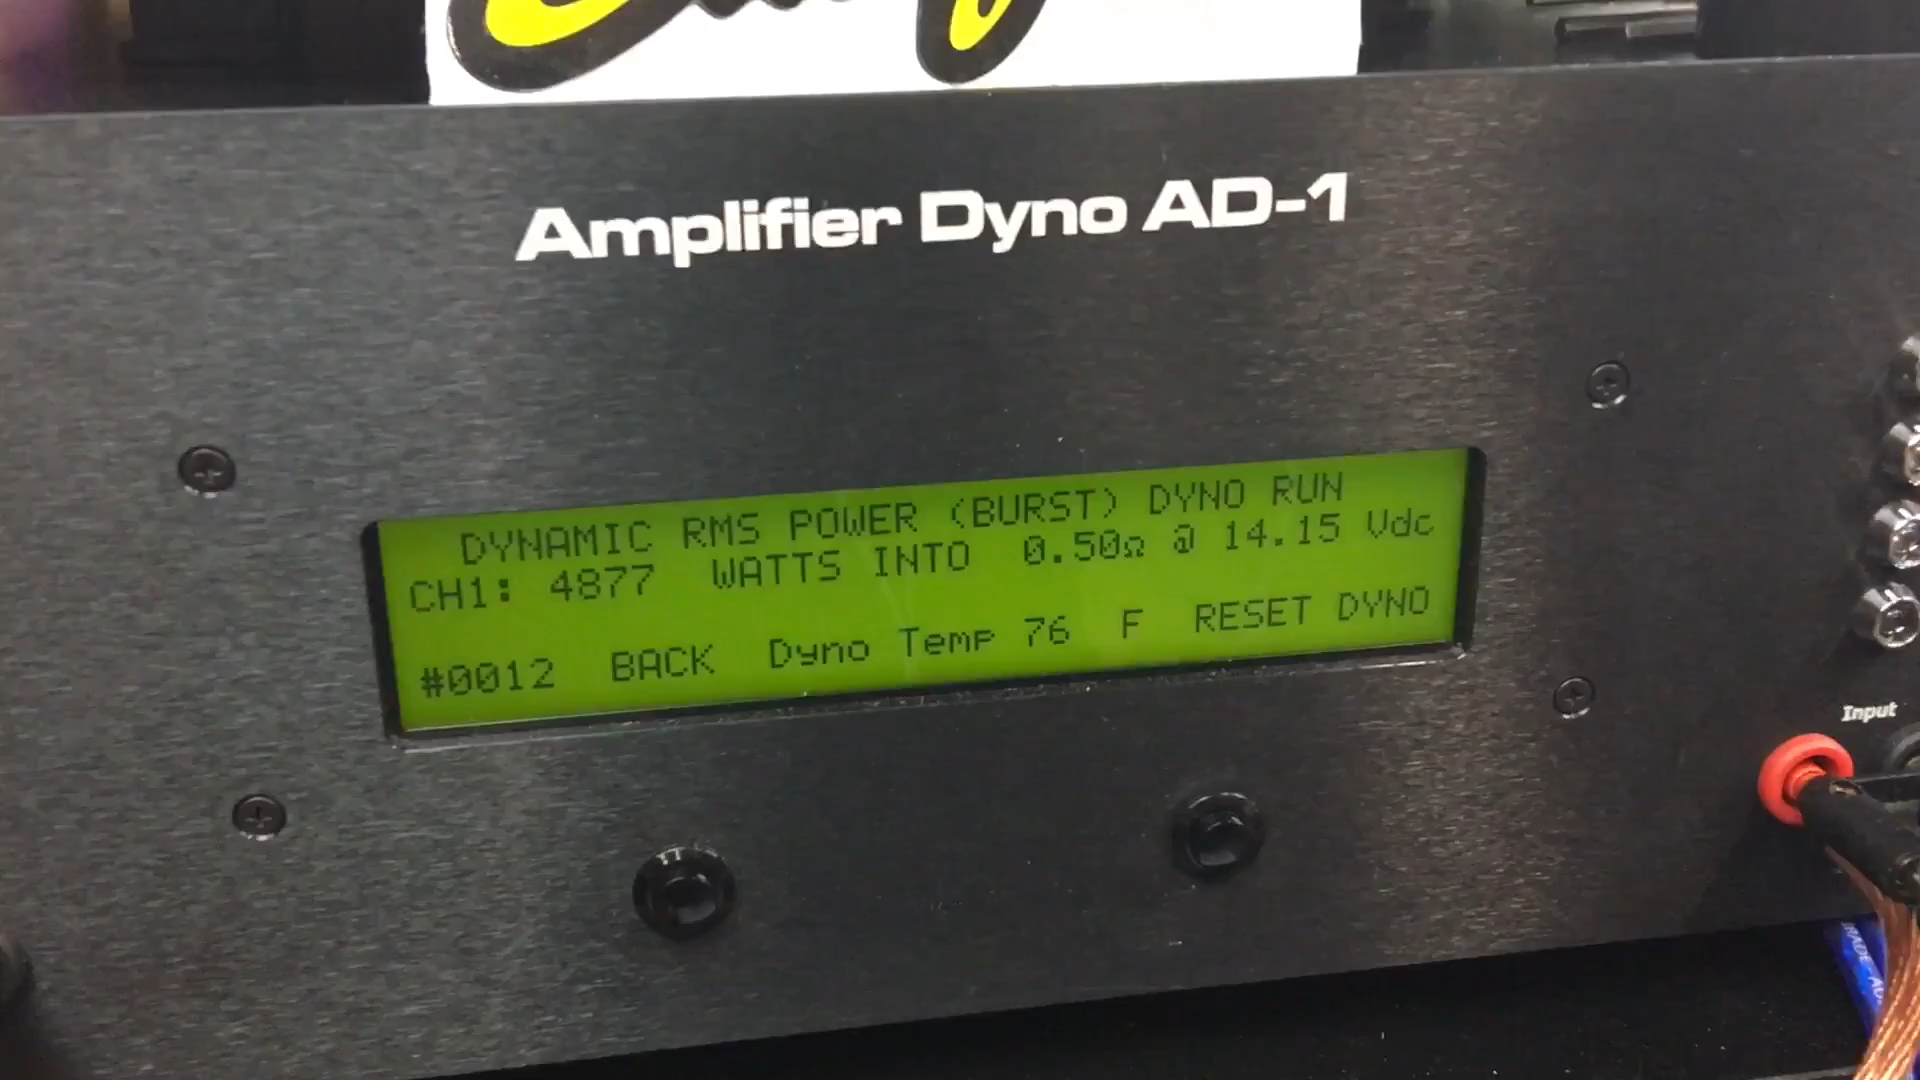 Amplifier Dyno AD-1
DYNAMIC RMS POWER (BURST) DYNO RUN
CH1: 4877 WATTS INTO 0.50Ω @ 14.15 Vdc
#0012 BACK Dyno Temp 76 F RESET DYNO
Input